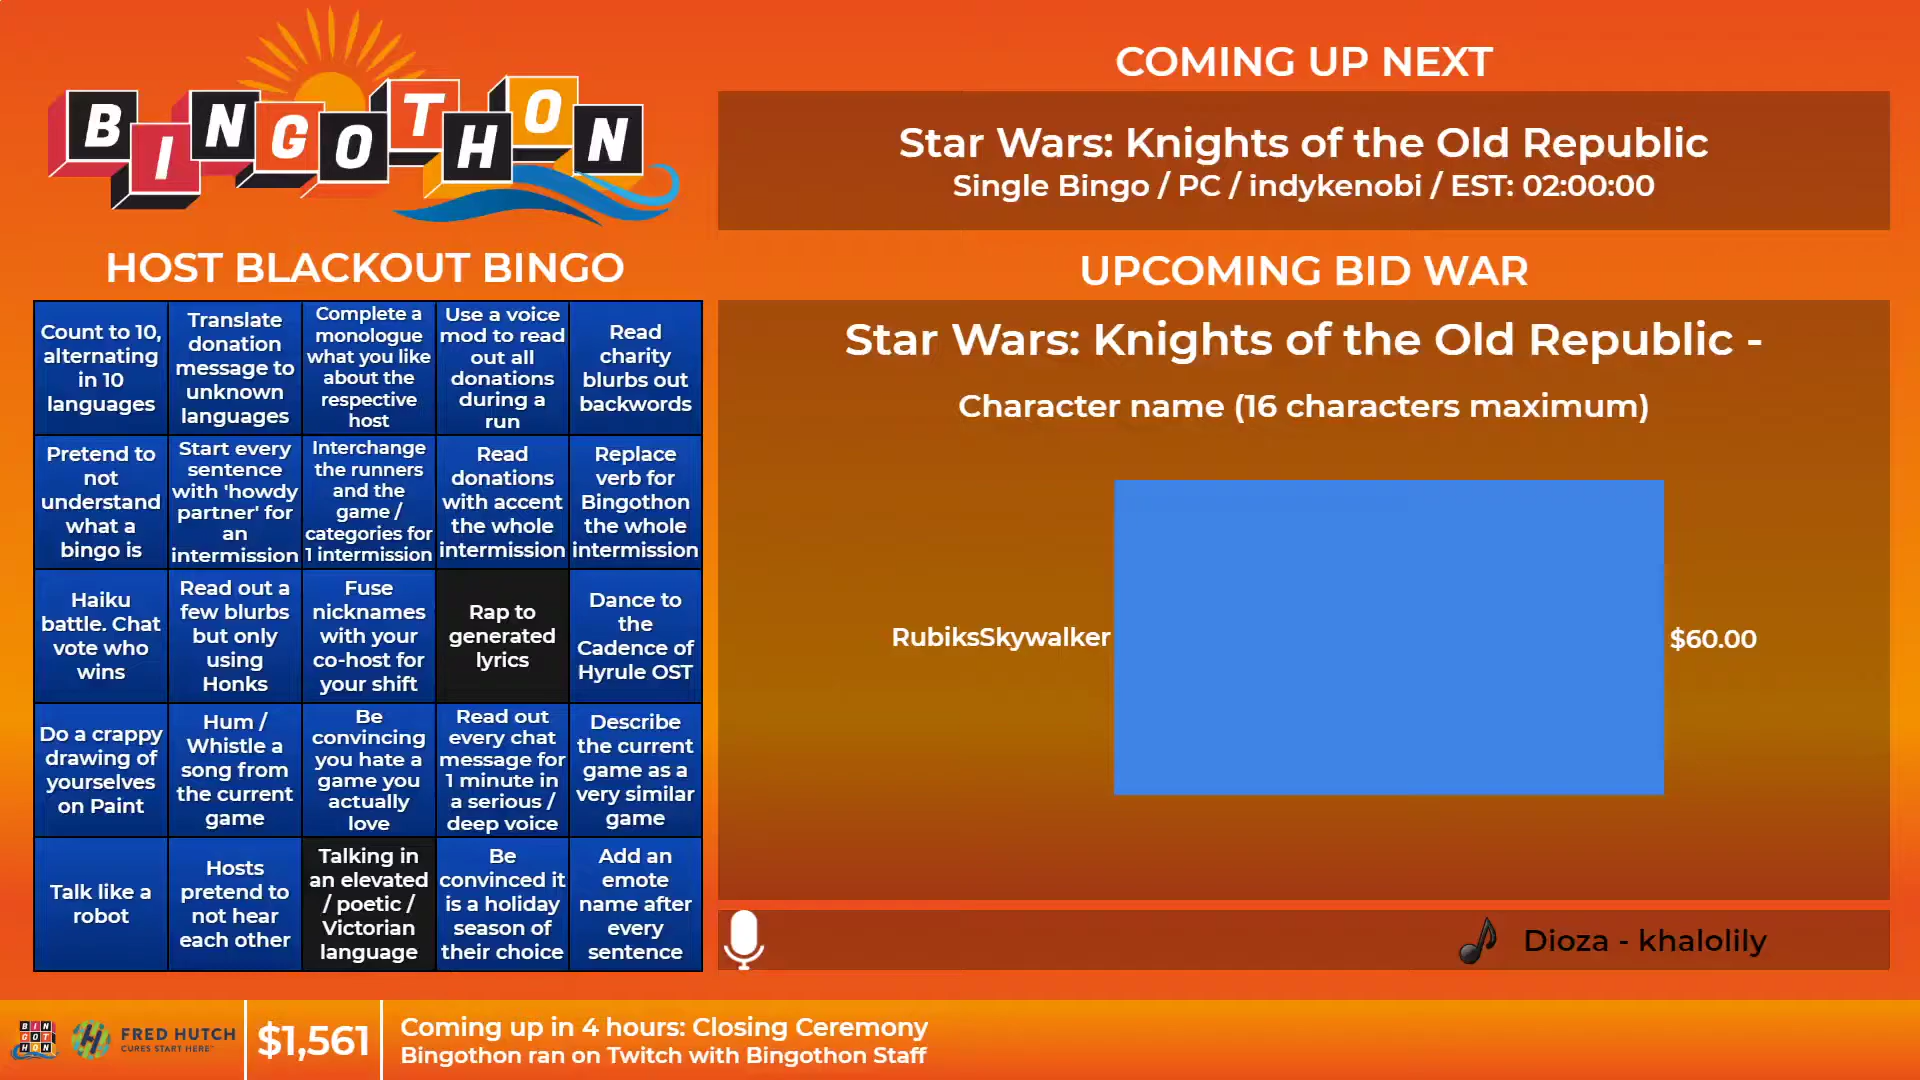 BINGOTHON
COMING UP NEXT
Star Wars: Knights of the Old Republic
Single Bingo / PC / indykenobi / EST: 02:00:00
HOST BLACKOUT BINGO
Count to 10,
alternating
in 10
languages
Translate
donation
message to
unknown
languages
Complete a
monologue
what you like
about the
respective
host
Use a voice
mod to read
out all
donations
during a
run
Read
charity
blurbs out
backwords
Pretend to
not
understand
what a
bingo is
Start every
sentence
with 'howdy
partner' for
an
intermission
Interchange
the runners
and the
game /
categories for
1 intermission
Read
donations
with accent
the whole
intermission
Replace
verb for
Bingothon
the whole
intermission
Haiku
battle. Chat
vote who
wins
Read out a
few blurbs
but only
using
Honks
Fuse
nicknames
with your
co-host for
your shift
Rap to
generated
lyrics
Dance to
the
Cadence of
Hyrule OST
Do a crappy
drawing of
yourselves
on Paint
Hum /
Whistle a
song from
the current
game
Be
convincing
you hate a
game you
actually
love
Read out
every chat
message for
1 minute in
a serious /
deep voice
Describe
the current
game as a
very similar
game
Talk like a
robot
Hosts
pretend to
not hear
each other
Talking in
an elevated
/ poetic /
Victorian
language
Be
convinced it
is a holiday
season of
their choice
Add an
emote
name after
every
sentence
UPCOMING BID WAR
Star Wars: Knights of the Old Republic -
Character name (16 characters maximum)
RubiksSkywalker
$60.00
Dioza - khalolily
BINGOTHON
FRED HUTCH
CURES START HERE
$1,561
Coming up in 4 hours: Closing Ceremony
Bingothon ran on Twitch with Bingothon Staff